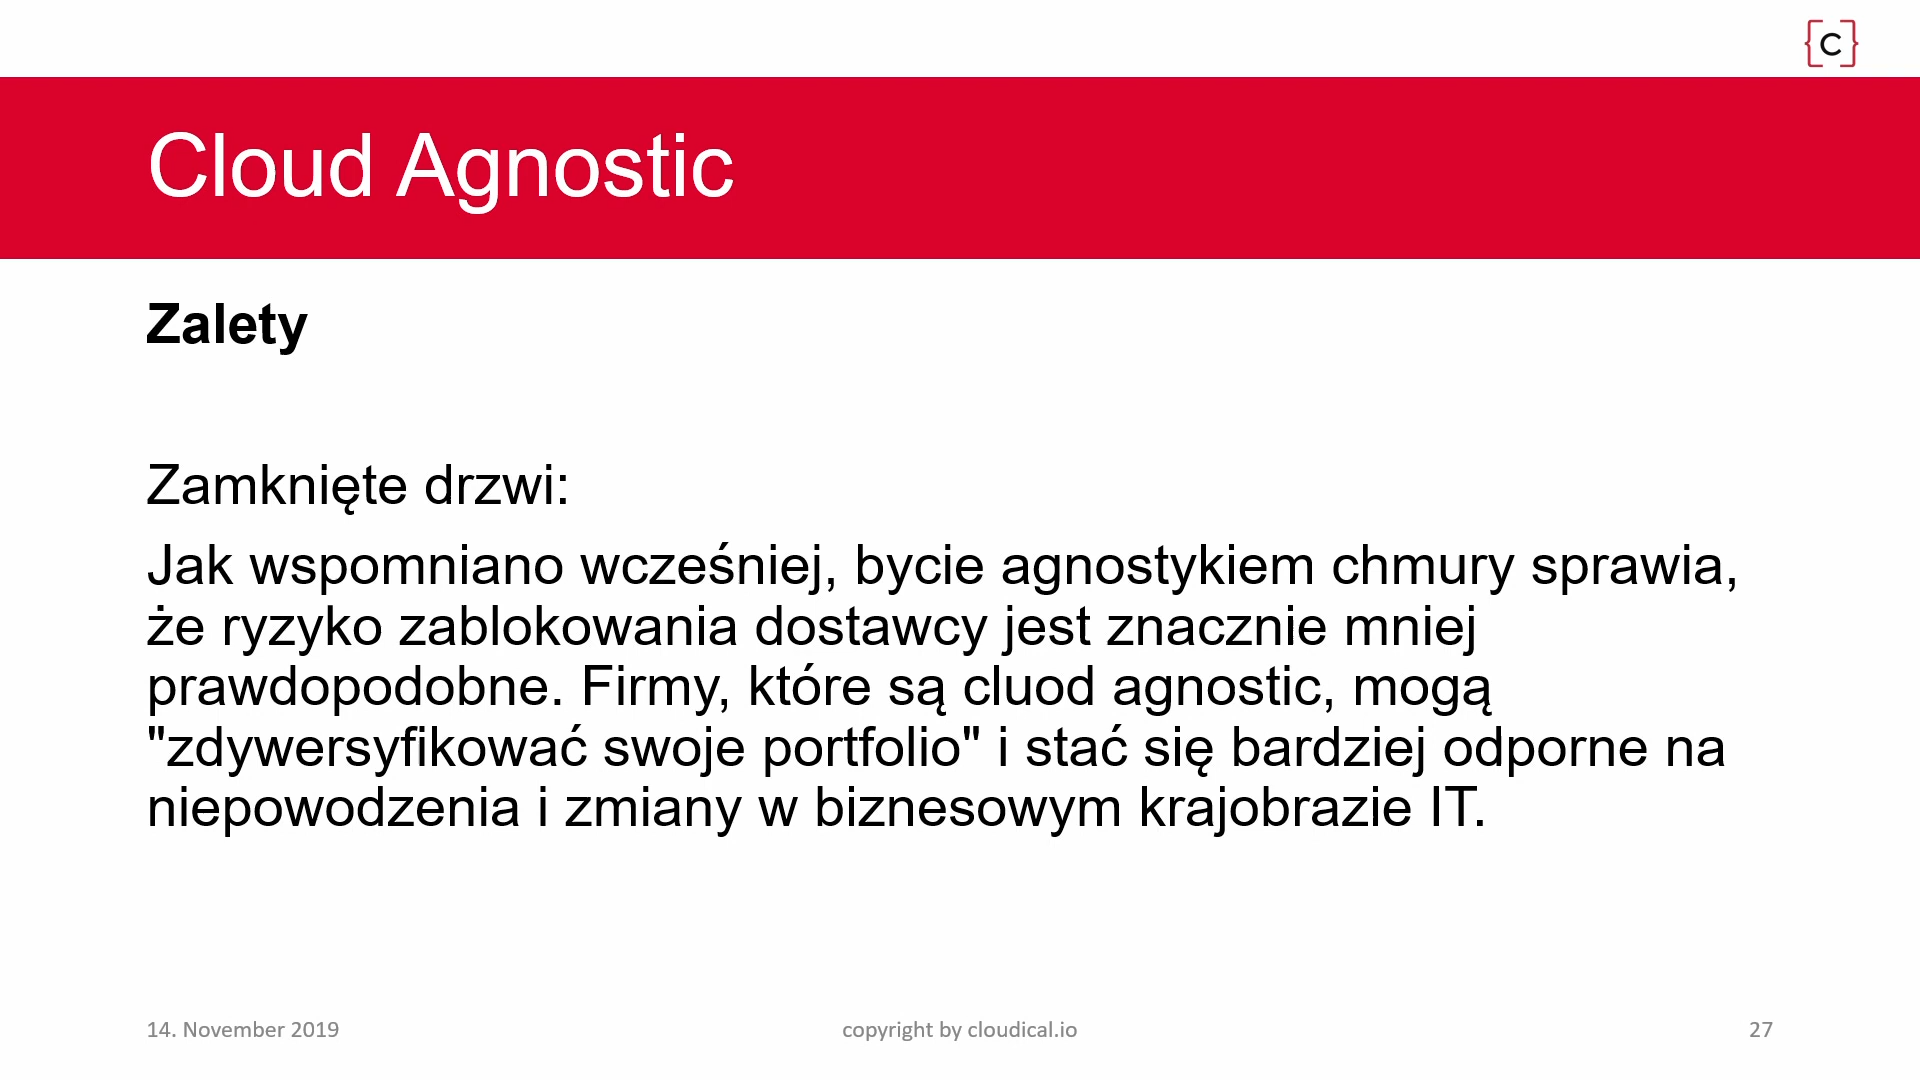 {[C]}
Cloud Agnostic
Zalety
Zamknięte drzwi:
Jak wspomniano wcześniej, bycie agnostykiem chmury sprawia,
że ryzyko zablokowania dostawcy jest znacznie mniej
prawdopodobne. Firmy, które są cluod agnostic, mogą
"zdywersyfikować swoje portfolio" i stać się bardziej odporne na
niepowodzenia i zmiany w biznesowym krajobrazie IT.
14. November 2019
copyright by cloudical.io
27